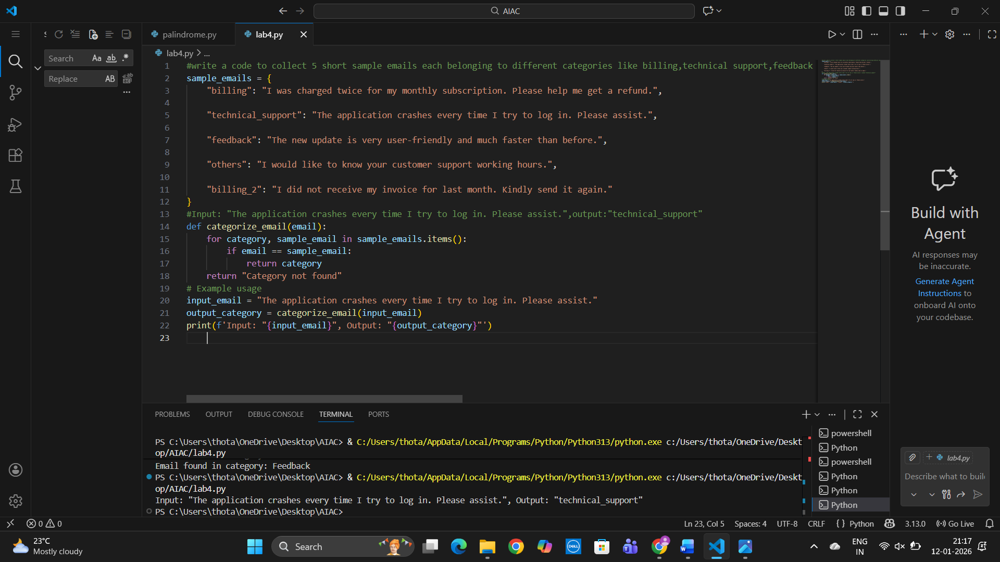 AIAC
Search
Aa
ab
Replace
AB
palindrome.py
lab4.py
lab4.py > ...
1 #write a code to collect 5 short sample emails each belonging to different categories like billing,technical support,feedback
2 sample_emails = {
3 "billing": "I was charged twice for my monthly subscription. Please help me get a refund.",
4
5 "technical_support": "The application crashes every time I try to log in. Please assist.",
6
7 "feedback": "The new update is very user-friendly and much faster than before.",
8
9 "others": "I would like to know your customer support working hours.",
10
11 "billing_2": "I did not receive my invoice for last month. Kindly send it again."
12 }
13 #Input: "The application crashes every time I try to log in. Please assist.",output:"technical_support"
14 def categorize_email(email):
15 for category, sample_email in sample_emails.items():
16 if email == sample_email:
17 return category
18 return "Category not found"
19 # Example usage
20 input_email = "The application crashes every time I try to log in. Please assist."
21 output_category = categorize_email(input_email)
22 print(f'Input: "{input_email}", Output: "{output_category}"')
23
Build with
Agent
AI responses may
be inaccurate.
Generate Agent
Instructions to
onboard AI onto
your codebase.
lab4.py
Describe what to buil
PROBLEMS OUTPUT DEBUG CONSOLE TERMINAL PORTS
PS C:\Users\thota\OneDrive\Desktop\AIAC> & C:/Users/thota/AppData/Local/Programs/Python/Python313/python.exe c:/Users/thota/OneDrive/Deskt
op/AIAC/lab4.py
Email found in category: Feedback
PS C:\Users\thota\OneDrive\Desktop\AIAC> & C:/Users/thota/AppData/Local/Programs/Python/Python313/python.exe c:/Users/thota/OneDrive/Deskt
op/AIAC/lab4.py
Input: "The application crashes every time I try to log in. Please assist.", Output: "technical_support"
PS C:\Users\thota\OneDrive\Desktop\AIAC>
powershell
Python
powershell
Python
Python
Python
0 0
Ln 23, Col 5 Spaces: 4 UTF-8 CRLF { } Python 3.13.0 Go Live
23°C
Mostly cloudy
Search
DELL
ENG
IN
21:17
12-01-2026